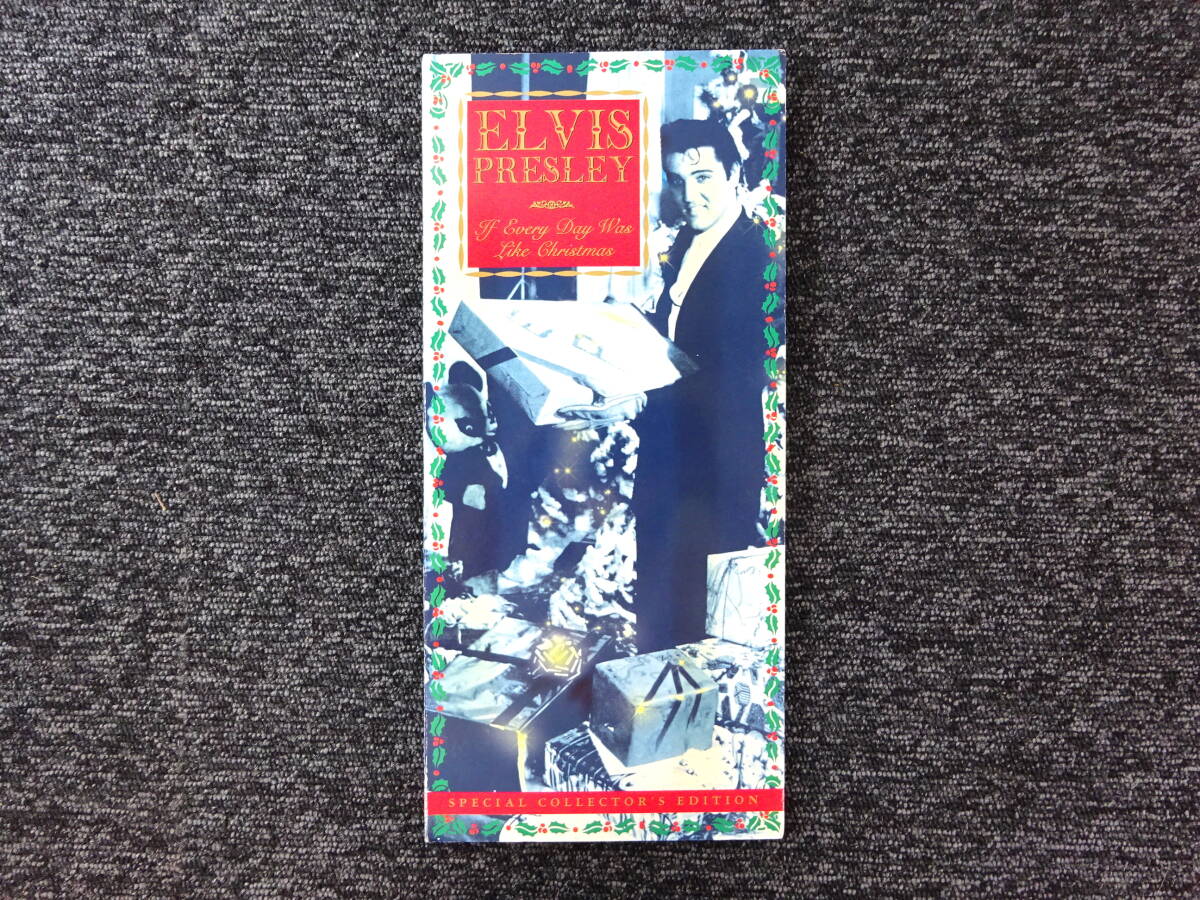 ELVIS
PRESLEY
If Every Day Was
Like Christmas
SPECIAL COLLECTOR'S EDITION